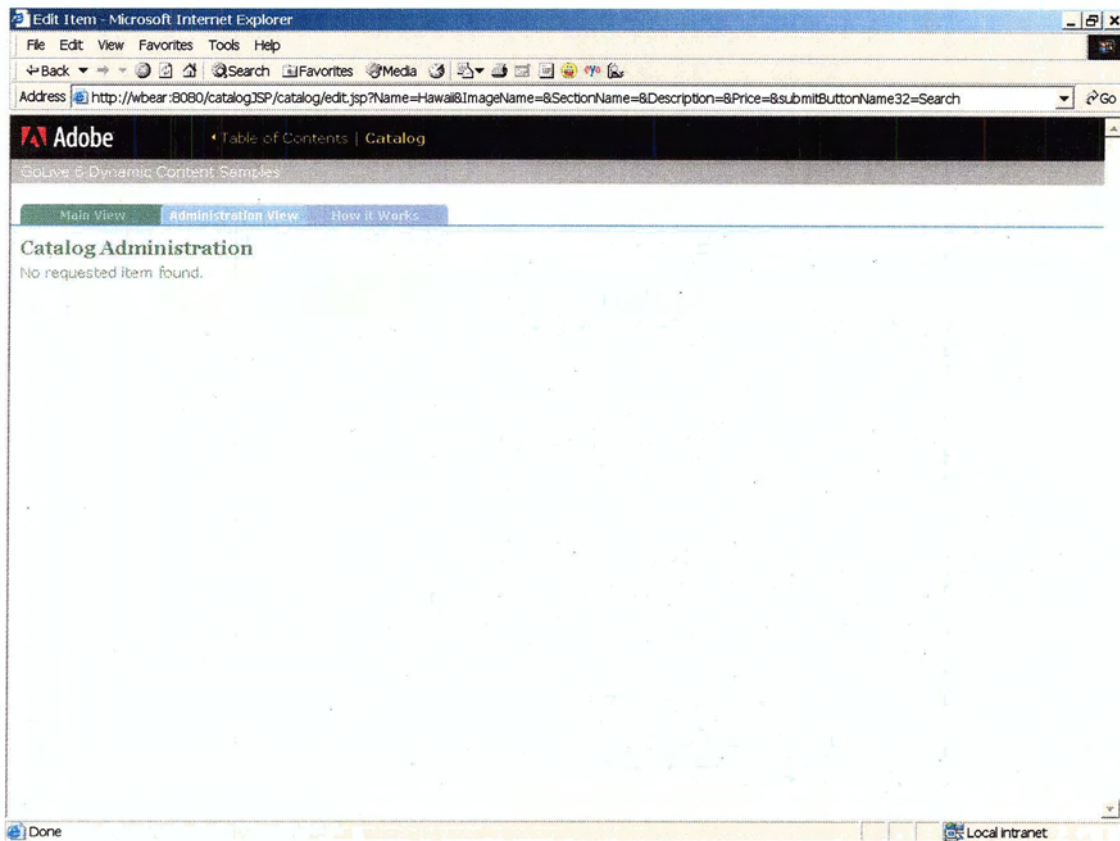 Edit Item - Microsoft Internet Explorer
File Edit View Favorites Tools Help
Back Search Favorites Media
Address http://wbear:8080/catalogJSP/catalog/edit.jsp?Name=Hawaii&ImageName=&SectionName=&Description=&Price=&submitButtonName32=Search Go
Adobe Table of Contents | Catalog
GoLive 6 Dynamic Content Samples
Main View Administration View How it Works
Catalog Administration
No requested item found.
Done Local intranet